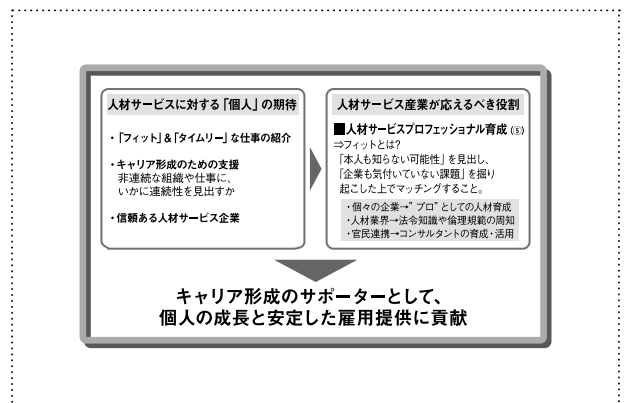 人材サービスに対する「個人」の期待
・「フィット」&「タイムリー」な仕事の紹介
・キャリア形成のための支援
非連続な組織や仕事に、
いかに連続性を見出すか
・信頼ある人材サービス企業
人材サービス産業が応えるべき役割
■人材サービスプロフェッショナル育成(⑤)
⇒フィットとは?
「本人も知らない可能性」を見出し、
「企業も気付いていない課題」を掘り
起こした上でマッチングすること。
・個々の企業→"プロ"としての人材育成
・人材業界→法令知識や倫理規範の周知
・官民連携→コンサルタントの育成・活用
キャリア形成のサポーターとして、
個人の成長と安定した雇用提供に貢献